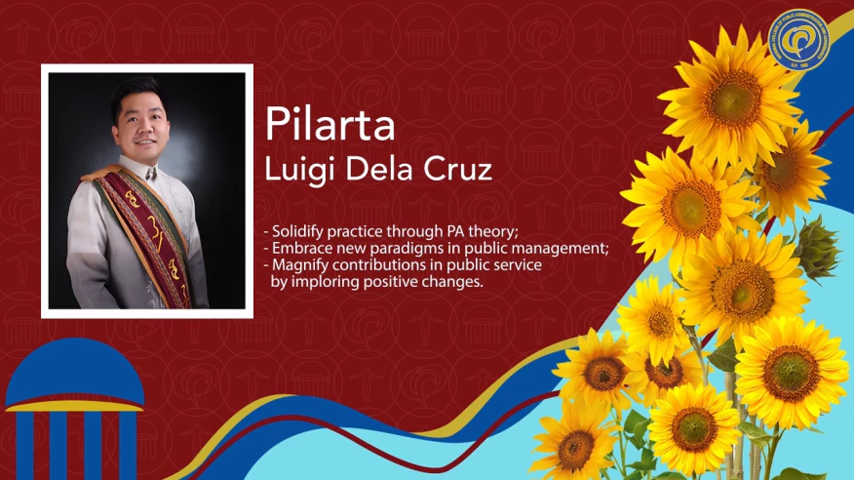 Pilarta
Luigi Dela Cruz
- Solidify practice through PA theory;
- Embrace new paradigms in public management;
- Magnify contributions in public service
by imploring positive changes.